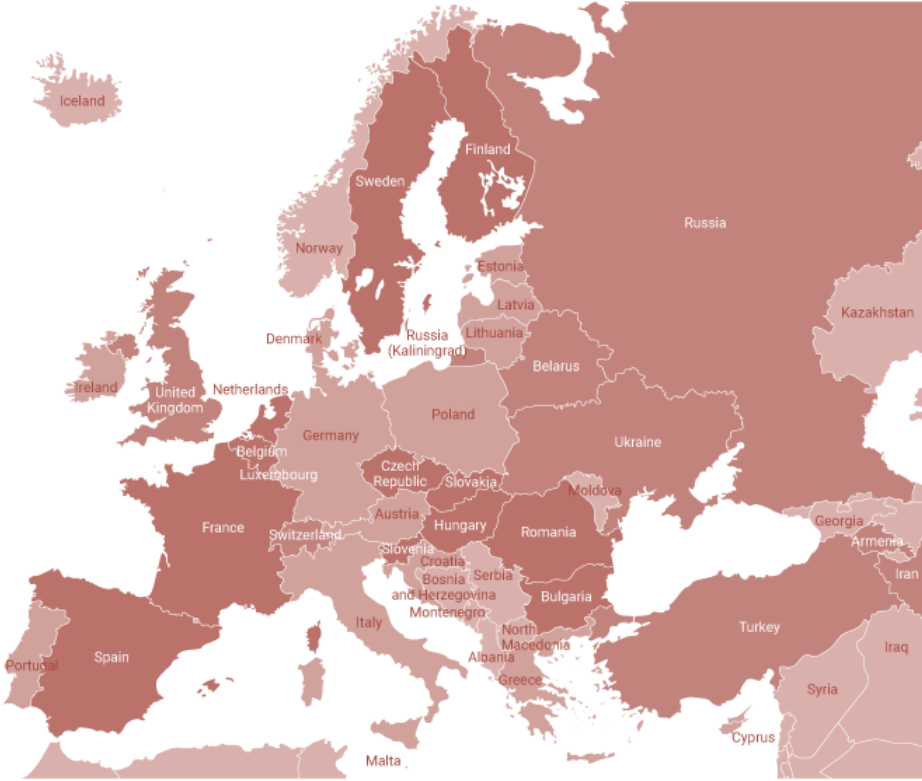 Iceland
Finland
Sweden
Russia
Norway
Estonia
Latvia
Kazakhstan
Lithuania
Denmark
Russia
(Kaliningrad)
Belarus
Ireland
United
Kingdom
Netherlands
Poland
Germany
Ukraine
Belgium
Luxembourg
Czech
Republic
Slovakia
Moldova
Austria
France
Switzerland
Hungary
Romania
Georgia
Armenia
Slovenia
Croatia
Iran
Bosnia
and Herzegovina
Serbia
Bulgaria
Montenegro
Italy
North
Macedonia
Turkey
Iraq
Portugal
Spain
Albania
Greece
Syria
Cyprus
Malta